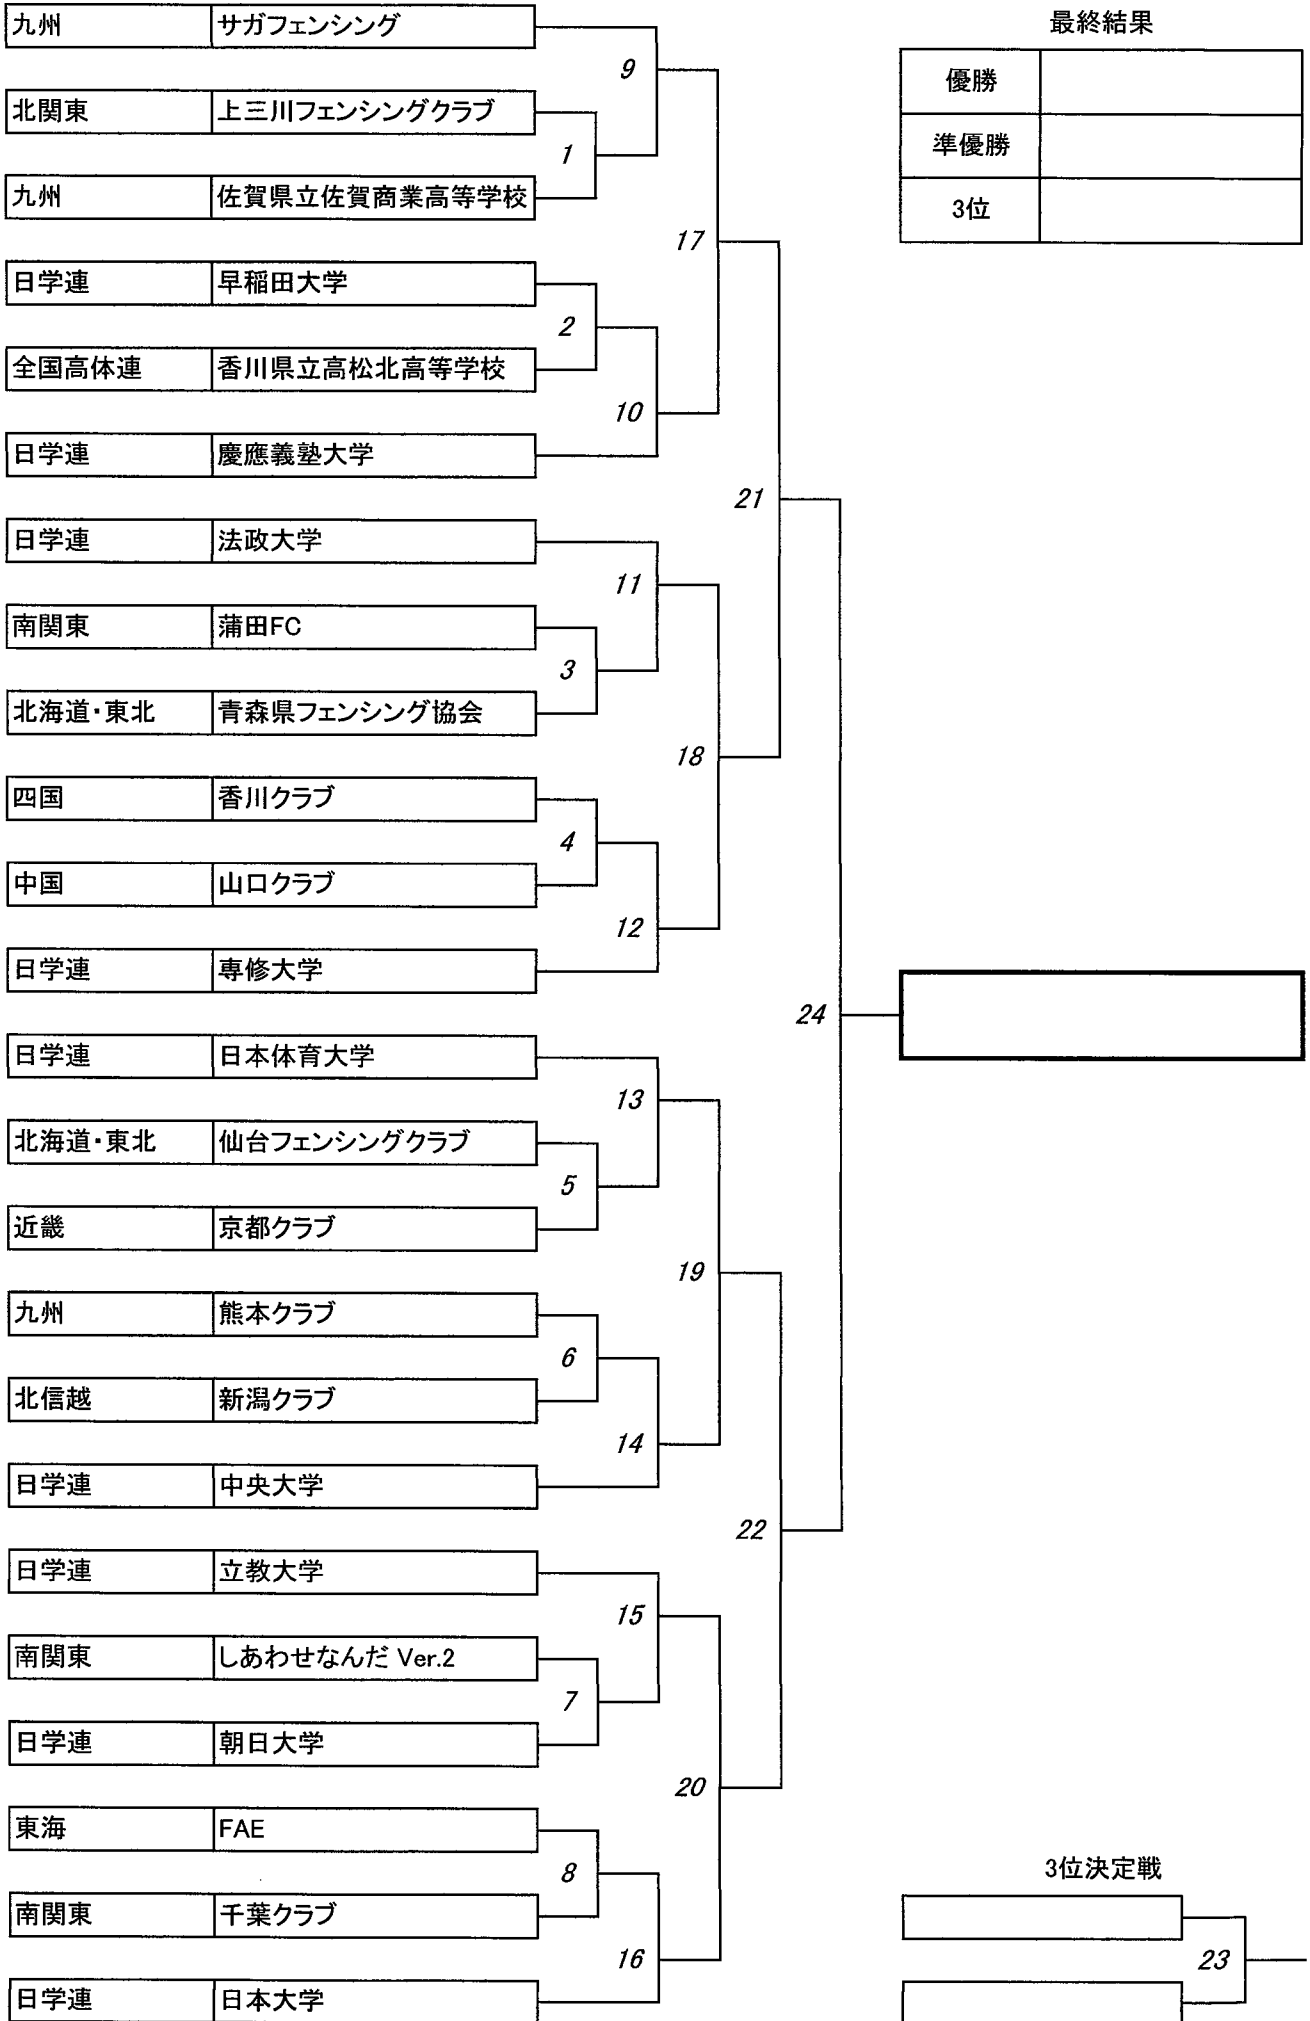 九州 サガフェンシング
北関東 上三川フェンシングクラブ
九州 佐賀県立佐賀商業高等学校
日学連 早稲田大学
全国高体連 香川県立高松北高等学校
日学連 慶應義塾大学
日学連 法政大学
南関東 蒲田FC
北海道・東北 青森県フェンシング協会
四国 香川クラブ
中国 山口クラブ
日学連 専修大学
日学連 日本体育大学
北海道・東北 仙台フェンシングクラブ
近畿 京都クラブ
九州 熊本クラブ
北信越 新潟クラブ
日学連 中央大学
日学連 立教大学
南関東 しあわせなんだ Ver.2
日学連 朝日大学
東海 FAE
南関東 千葉クラブ
日学連 日本大学
1
2
3
4
5
6
7
8
9
10
11
12
13
14
15
16
17
18
19
20
21
22
24
最終結果
優勝
準優勝
3位
3位決定戦
23